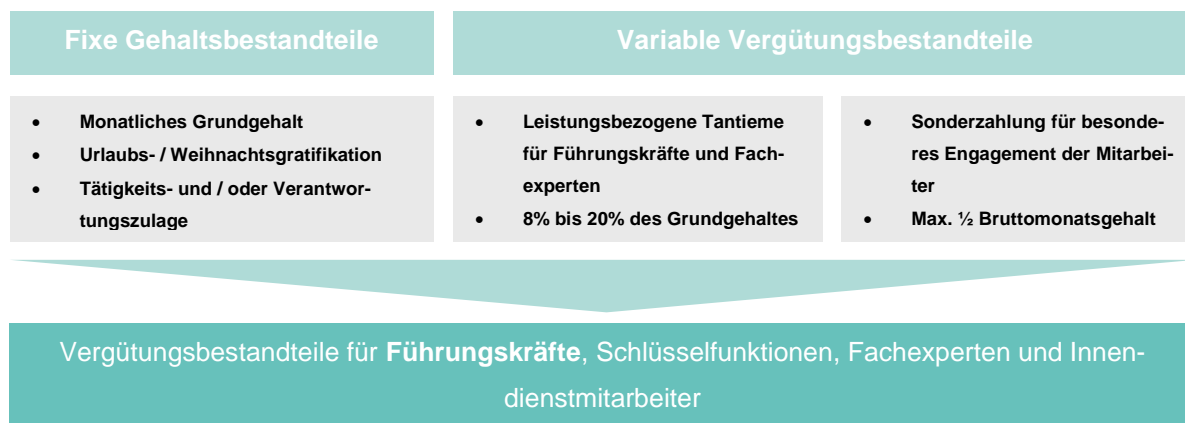 Fixe Gehaltsbestandteile
Variable Vergütungsbestandteile
• Monatliches Grundgehalt
• Urlaubs- / Weihnachtsgratifikation
• Tätigkeits- und / oder Verantwor-
tungszulage
• Leistungsbezogene Tantieme
für Führungskräfte und Fach-
experten
• 8% bis 20% des Grundgehaltes
• Sonderzahlung für besonde-
res Engagement der Mitarbei-
ter
• Max. ½ Bruttomonatsgehalt
Vergütungsbestandteile für Führungskräfte, Schlüsselfunktionen, Fachexperten und Innen-
dienstmitarbeiter